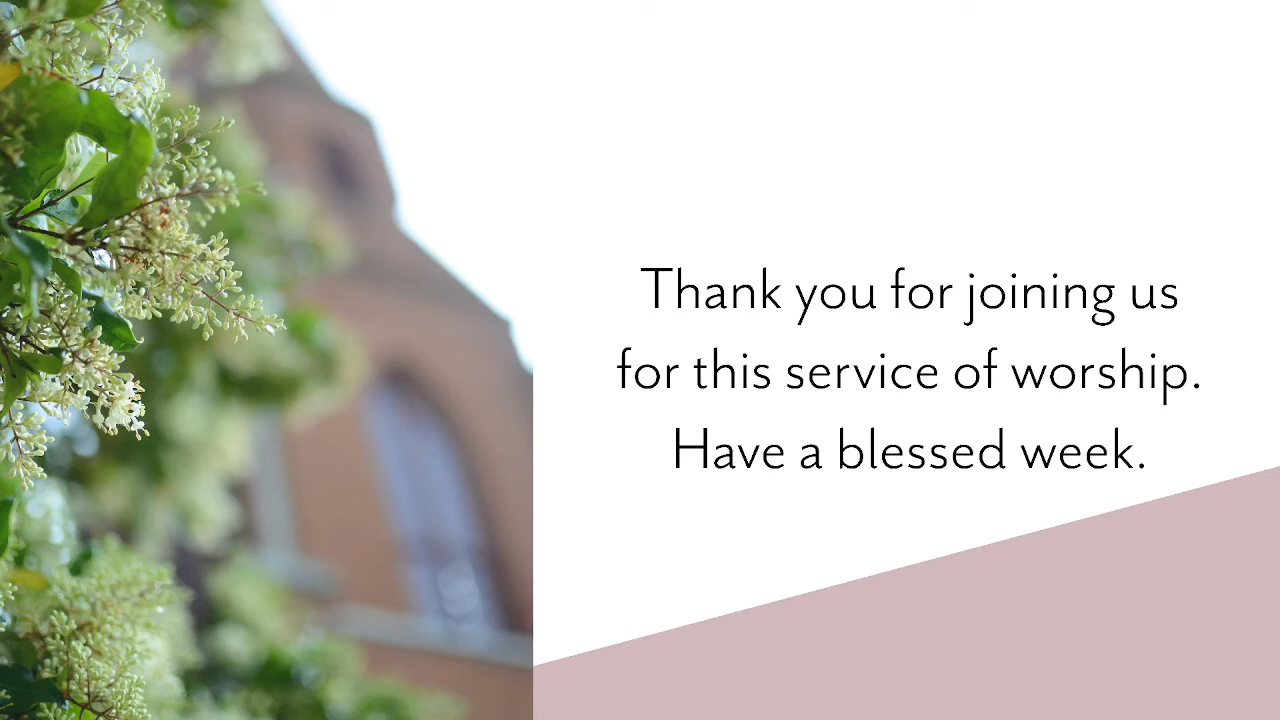 Thank you for joining us
for this service of worship.
Have a blessed week.